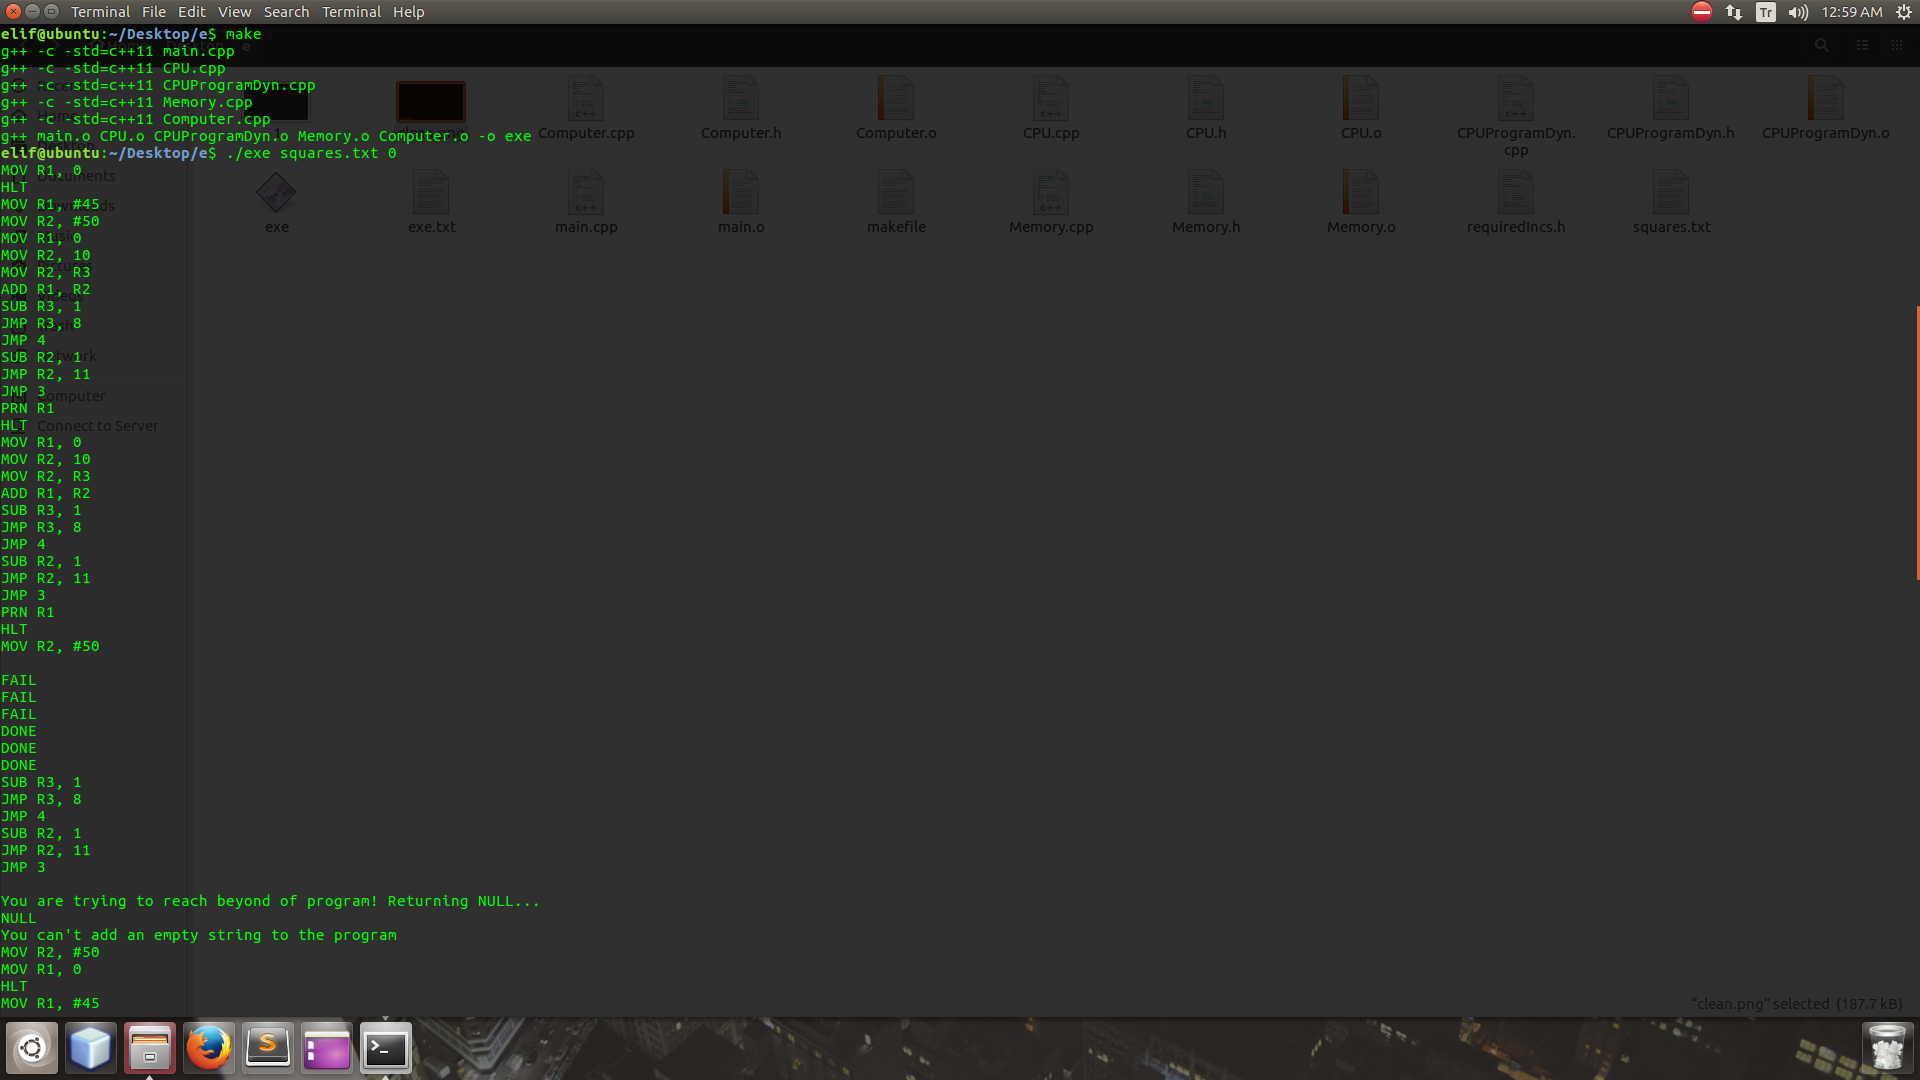 Terminal File Edit View Search Terminal Help
Tr
12:59 AM
elif@ubuntu:~/Desktop/e$ make
g++ -c -std=c++11 main.cpp
g++ -c -std=c++11 CPU.cpp
g++ -c -std=c++11 CPUProgramDyn.cpp
g++ -c -std=c++11 Memory.cpp
g++ -c -std=c++11 Computer.cpp
g++ main.o CPU.o CPUProgramDyn.o Memory.o Computer.o -o exe
elif@ubuntu:~/Desktop/e$ ./exe squares.txt 0
MOV R1, 0
HLT
MOV R1, #45
MOV R2, #50
MOV R1, 0
MOV R2, 10
MOV R2, R3
ADD R1, R2
SUB R3, 1
JMP R3, 8
JMP 4
SUB R2, 1
JMP R2, 11
JMP 3
PRN R1
HLT
MOV R1, 0
MOV R2, 10
MOV R2, R3
ADD R1, R2
SUB R3, 1
JMP R3, 8
JMP 4
SUB R2, 1
JMP R2, 11
JMP 3
PRN R1
HLT
MOV R2, #50
FAIL
FAIL
FAIL
DONE
DONE
DONE
SUB R3, 1
JMP R3, 8
JMP 4
SUB R2, 1
JMP R2, 11
JMP 3
You are trying to reach beyond of program! Returning NULL...
NULL
You can't add an empty string to the program
MOV R2, #50
MOV R1, 0
HLT
MOV R1, #45
Documents
Computer
Connect to Server
Computer.cpp
Computer.h
Computer.o
CPU.cpp
CPU.h
CPU.o
CPUProgramDyn.
cpp
CPUProgramDyn.h
CPUProgramDyn.o
exe
exe.txt
main.cpp
main.o
makefile
Memory.cpp
Memory.h
Memory.o
requiredIncs.h
squares.txt
"clean.png" selected (187.7 kB)